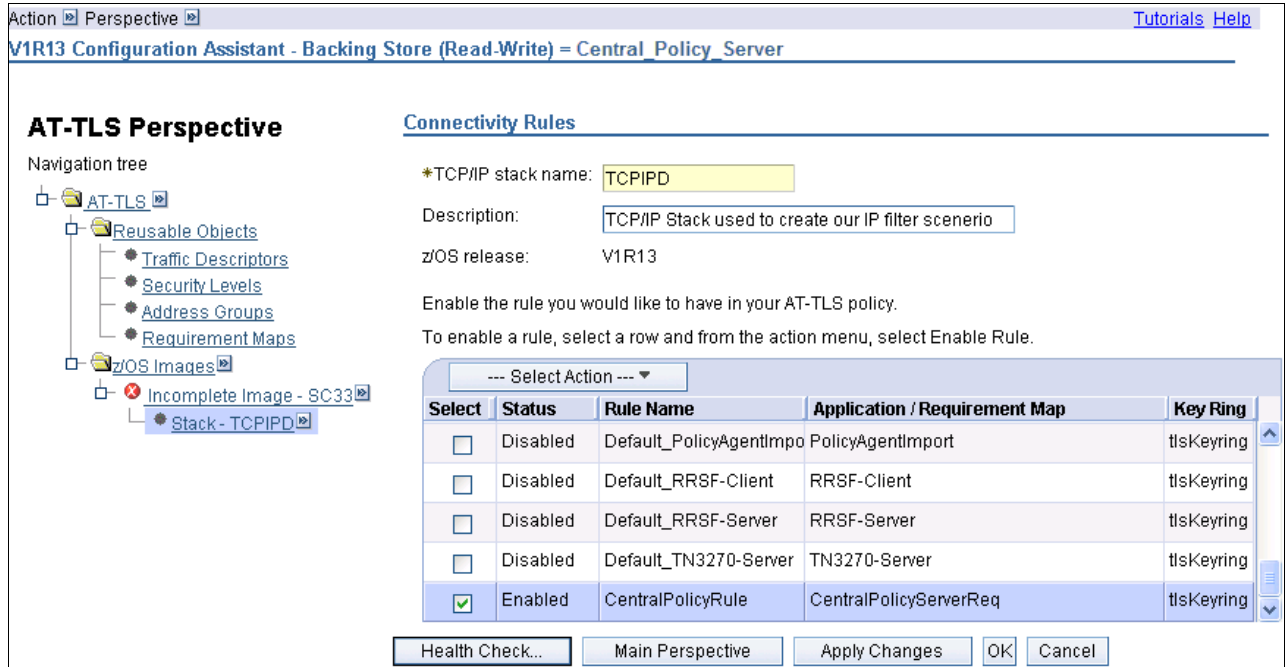 Action Perspective Tutorials Help
V1R13 Configuration Assistant - Backing Store (Read-Write) = Central_Policy_Server
AT-TLS Perspective
Navigation tree
AT-TLS
Reusable Objects
Traffic Descriptors
Security Levels
Address Groups
Requirement Maps
z/OS Images
Incomplete Image - SC33
Stack - TCPIPD
Connectivity Rules
*TCP/IP stack name: TCPIPD
Description: TCP/IP Stack used to create our IP filter scenerio
z/OS release: V1R13
Enable the rule you would like to have in your AT-TLS policy.
To enable a rule, select a row and from the action menu, select Enable Rule.
--- Select Action ---
Select Status Rule Name Application / Requirement Map Key Ring
Disabled Default_PolicyAgentImpo PolicyAgentImport tlsKeyring
Disabled Default_RRSF-Client RRSF-Client tlsKeyring
Disabled Default_RRSF-Server RRSF-Server tlsKeyring
Disabled Default_TN3270-Server TN3270-Server tlsKeyring
Enabled CentralPolicyRule CentralPolicyServerReq tlsKeyring
Health Check... Main Perspective Apply Changes OK Cancel